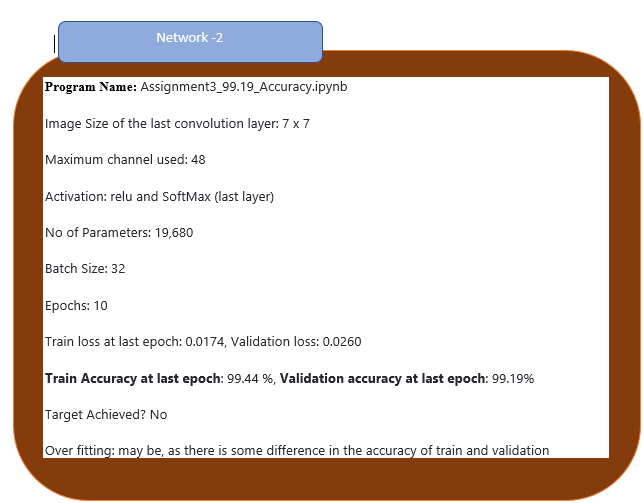 Network -2
Program Name: Assignment3_99.19_Accuracy.ipynb
Image Size of the last convolution layer: 7 x 7
Maximum channel used: 48
Activation: relu and SoftMax (last layer)
No of Parameters: 19,680
Batch Size: 32
Epochs: 10
Train loss at last epoch: 0.0174, Validation loss: 0.0260
Train Accuracy at last epoch: 99.44 %, Validation accuracy at last epoch: 99.19%
Target Achieved? No
Over fitting: may be, as there is some difference in the accuracy of train and validation